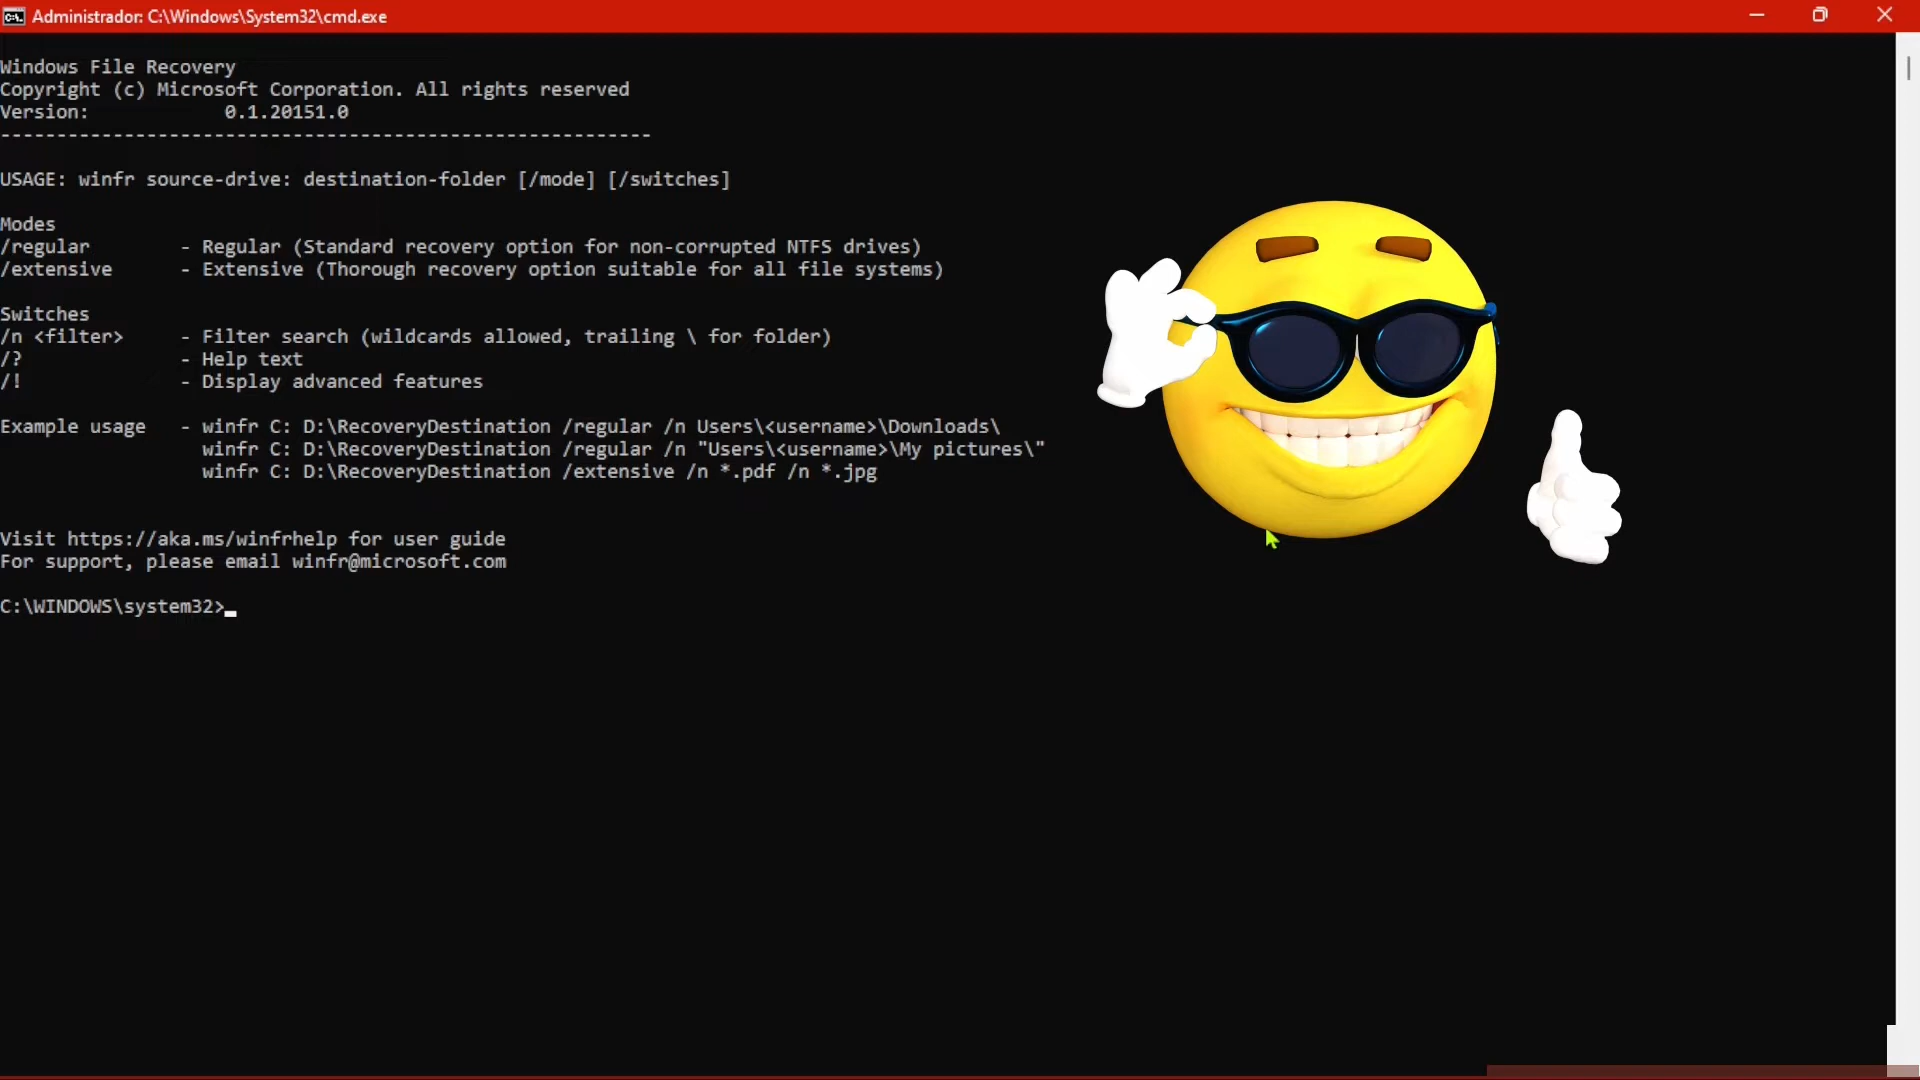 Administrador: C:\Windows\System32\cmd.exe
Windows File Recovery
Copyright (c) Microsoft Corporation. All rights reserved
Version:            0.1.20151.0
----------------------------------------------------------
USAGE: winfr source-drive: destination-folder [/mode] [/switches]
Modes
/regular        - Regular (Standard recovery option for non-corrupted NTFS drives)
/extensive      - Extensive (Thorough recovery option suitable for all file systems)
Switches
/n <filter>     - Filter search (wildcards allowed, trailing \ for folder)
/?              - Help text
/!              - Display advanced features
Example usage   - winfr C: D:\RecoveryDestination /regular /n Users\<username>\Downloads\
winfr C: D:\RecoveryDestination /regular /n "Users\<username>\My pictures\"
winfr C: D:\RecoveryDestination /extensive /n *.pdf /n *.jpg
Visit https://aka.ms/winfrhelp for user guide
For support, please email winfr@microsoft.com
C:\WINDOWS\system32>